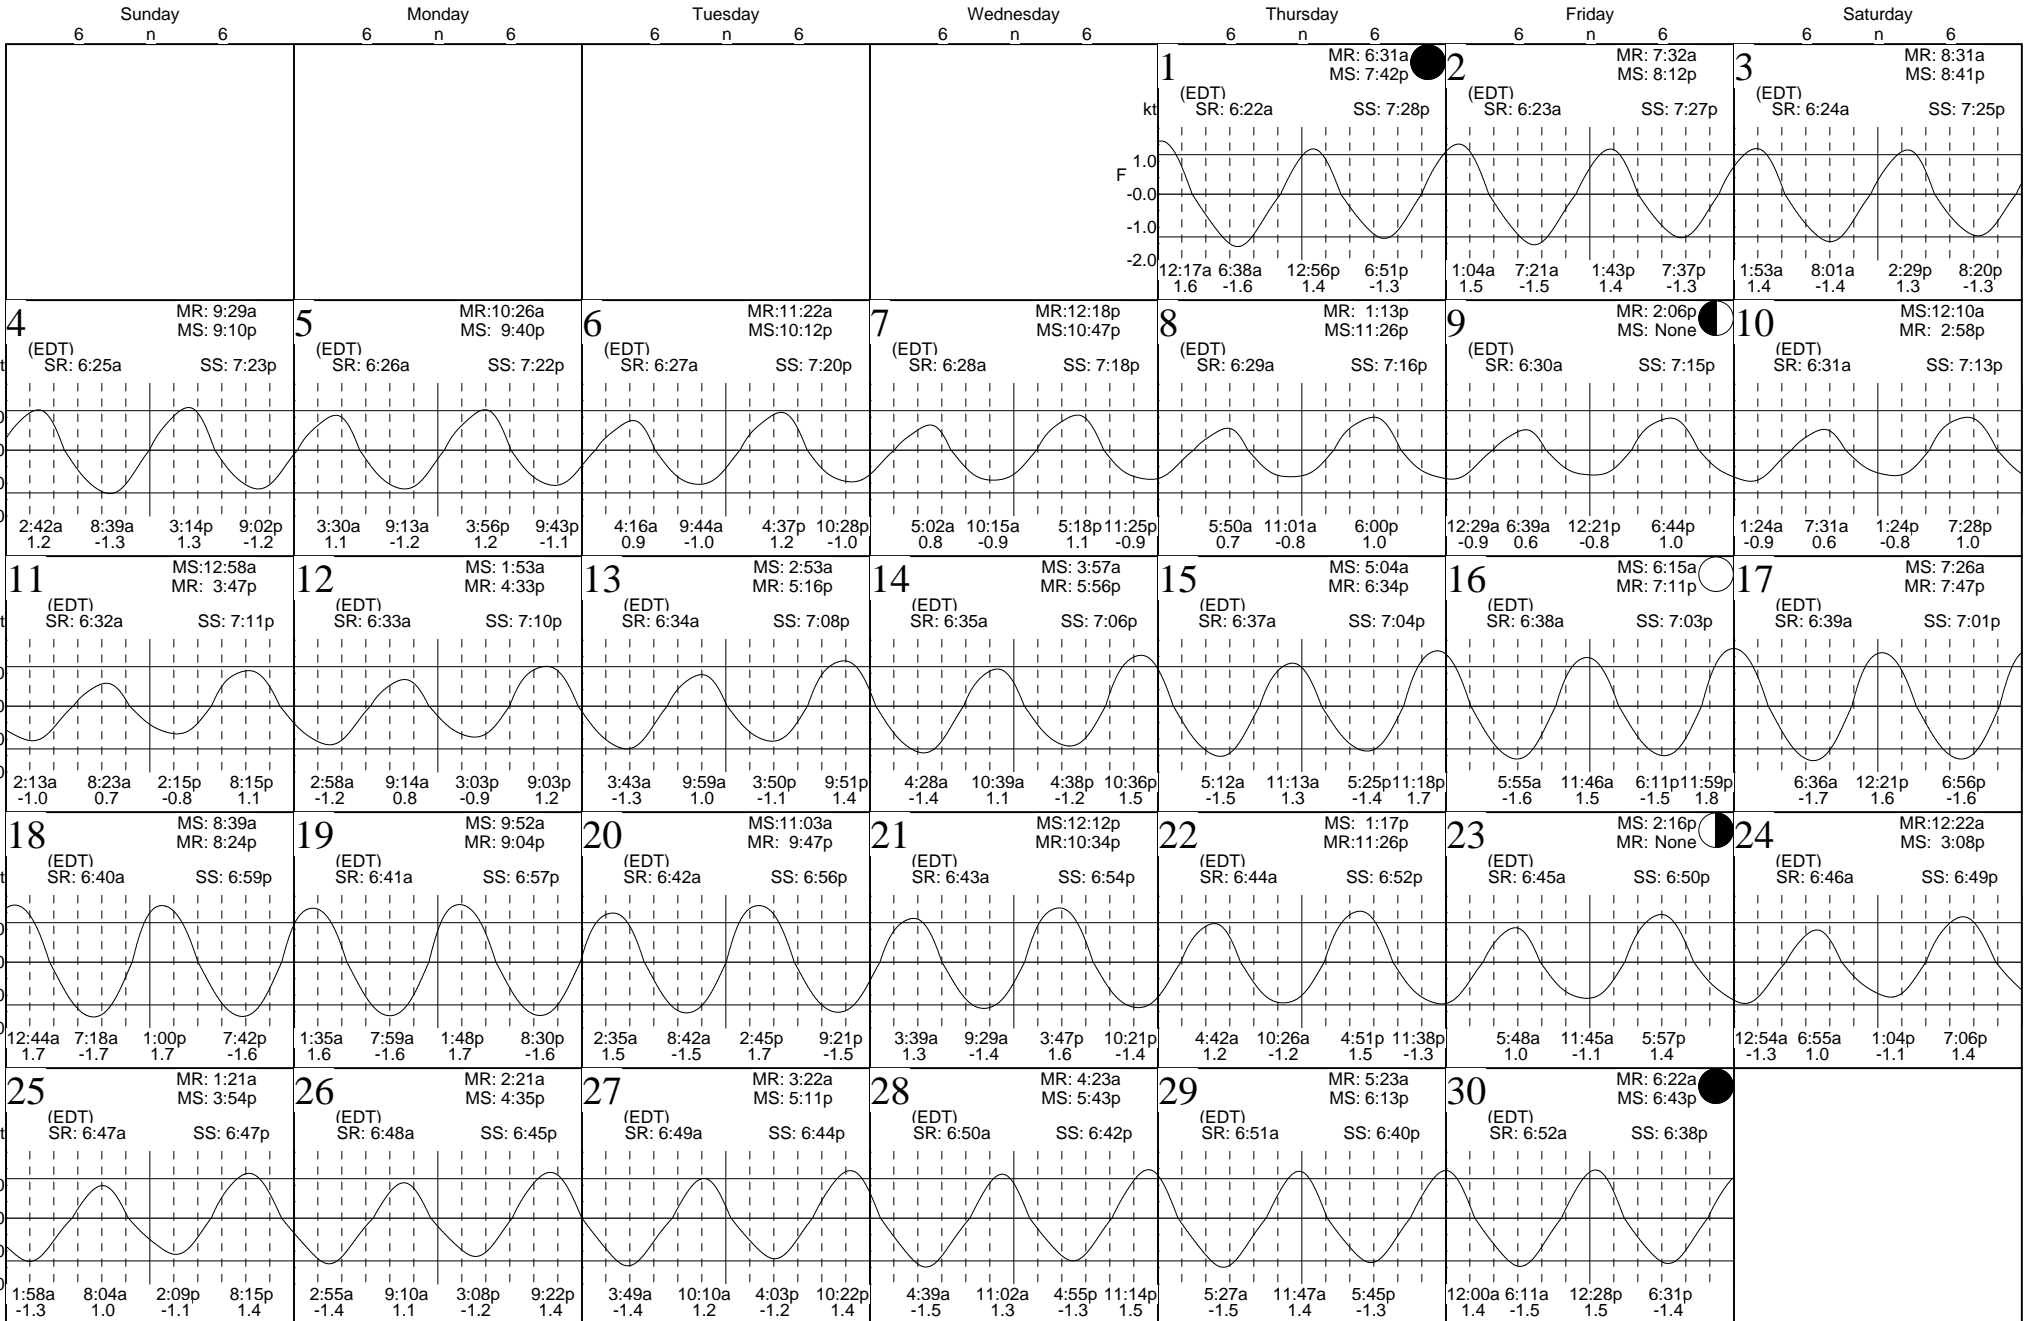 Sunday Monday Tuesday Wednesday Thursday Friday Saturday
6 n 6 6 n 6 6 n 6 6 n 6 6 n 6 6 n 6 6 n 6
1
MR: 6:31a
MS: 7:42p
(EDT)
SR: 6:22a SS: 7:28p
kt
1.0
F
-0.0
-1.0
-2.0
12:17a 6:38a 12:56p 6:51p
1.6 -1.6 1.4 -1.3
2
MR: 7:32a
MS: 8:12p
(EDT)
SR: 6:23a SS: 7:27p
1:04a 7:21a 1:43p 7:37p
1.5 -1.5 1.4 -1.3
3
MR: 8:31a
MS: 8:41p
(EDT)
SR: 6:24a SS: 7:25p
1:53a 8:01a 2:29p 8:20p
1.4 -1.4 1.3 -1.3
4
MR: 9:29a
MS: 9:10p
(EDT)
SR: 6:25a SS: 7:23p
2:42a 8:39a 3:14p 9:02p
1.2 -1.3 1.3 -1.2
5
MR:10:26a
MS: 9:40p
(EDT)
SR: 6:26a SS: 7:22p
3:30a 9:13a 3:56p 9:43p
1.1 -1.2 1.2 -1.1
6
MR:11:22a
MS:10:12p
(EDT)
SR: 6:27a SS: 7:20p
4:16a 9:44a 4:37p 10:28p
0.9 -1.0 1.2 -1.0
7
MR:12:18p
MS:10:47p
(EDT)
SR: 6:28a SS: 7:18p
5:02a 10:15a 5:18p 11:25p
0.8 -0.9 1.1 -0.9
8
MR: 1:13p
MS:11:26p
(EDT)
SR: 6:29a SS: 7:16p
5:50a 11:01a 6:00p
0.7 -0.8 1.0
9
MR: 2:06p
MS: None
(EDT)
SR: 6:30a SS: 7:15p
12:29a 6:39a 12:21p 6:44p
-0.9 0.6 -0.8 1.0
10
MS:12:10a
MR: 2:58p
(EDT)
SR: 6:31a SS: 7:13p
1:24a 7:31a 1:24p 7:28p
-0.9 0.6 -0.8 1.0
11
MS:12:58a
MR: 3:47p
(EDT)
SR: 6:32a SS: 7:11p
2:13a 8:23a 2:15p 8:15p
-1.0 0.7 -0.8 1.1
12
MS: 1:53a
MR: 4:33p
(EDT)
SR: 6:33a SS: 7:10p
2:58a 9:14a 3:03p 9:03p
-1.2 0.8 -0.9 1.2
13
MS: 2:53a
MR: 5:16p
(EDT)
SR: 6:34a SS: 7:08p
3:43a 9:59a 3:50p 9:51p
-1.3 1.0 -1.1 1.4
14
MS: 3:57a
MR: 5:56p
(EDT)
SR: 6:35a SS: 7:06p
4:28a 10:39a 4:38p 10:36p
-1.4 1.1 -1.2 1.5
15
MS: 5:04a
MR: 6:34p
(EDT)
SR: 6:37a SS: 7:04p
5:12a 11:13a 5:25p 11:18p
-1.5 1.3 -1.4 1.7
16
MS: 6:15a
MR: 7:11p
(EDT)
SR: 6:38a SS: 7:03p
5:55a 11:46a 6:11p 11:59p
-1.6 1.5 -1.5 1.8
17
MS: 7:26a
MR: 7:47p
(EDT)
SR: 6:39a SS: 7:01p
6:36a 12:21p 6:56p
-1.7 1.6 -1.6
18
MS: 8:39a
MR: 8:24p
(EDT)
SR: 6:40a SS: 6:59p
12:44a 7:18a 1:00p 7:42p
1.7 -1.7 1.7 -1.6
19
MS: 9:52a
MR: 9:04p
(EDT)
SR: 6:41a SS: 6:57p
1:35a 7:59a 1:48p 8:30p
1.6 -1.6 1.7 -1.6
20
MS:11:03a
MR: 9:47p
(EDT)
SR: 6:42a SS: 6:56p
2:35a 8:42a 2:45p 9:21p
1.5 -1.5 1.7 -1.5
21
MS:12:12p
MR:10:34p
(EDT)
SR: 6:43a SS: 6:54p
3:39a 9:29a 3:47p 10:21p
1.3 -1.4 1.6 -1.4
22
MS: 1:17p
MR:11:26p
(EDT)
SR: 6:44a SS: 6:52p
4:42a 10:26a 4:51p 11:38p
1.2 -1.2 1.5 -1.3
23
MS: 2:16p
MR: None
(EDT)
SR: 6:45a SS: 6:50p
5:48a 11:45a 5:57p
1.0 -1.1 1.4
24
MR:12:22a
MS: 3:08p
(EDT)
SR: 6:46a SS: 6:49p
12:54a 6:55a 1:04p 7:06p
-1.3 1.0 -1.1 1.4
25
MR: 1:21a
MS: 3:54p
(EDT)
SR: 6:47a SS: 6:47p
1:58a 8:04a 2:09p 8:15p
-1.3 1.0 -1.1 1.4
26
MR: 2:21a
MS: 4:35p
(EDT)
SR: 6:48a SS: 6:45p
2:55a 9:10a 3:08p 9:22p
-1.4 1.1 -1.2 1.4
27
MR: 3:22a
MS: 5:11p
(EDT)
SR: 6:49a SS: 6:44p
3:49a 10:10a 4:03p 10:22p
-1.4 1.2 -1.2 1.4
28
MR: 4:23a
MS: 5:43p
(EDT)
SR: 6:50a SS: 6:42p
4:39a 11:02a 4:55p 11:14p
-1.5 1.3 -1.3 1.5
29
MR: 5:23a
MS: 6:13p
(EDT)
SR: 6:51a SS: 6:40p
5:27a 11:47a 5:45p
-1.5 1.4 -1.3
30
MR: 6:22a
MS: 6:43p
(EDT)
SR: 6:52a SS: 6:38p
12:00a 6:11a 12:28p 6:31p
1.4 -1.5 1.5 -1.4